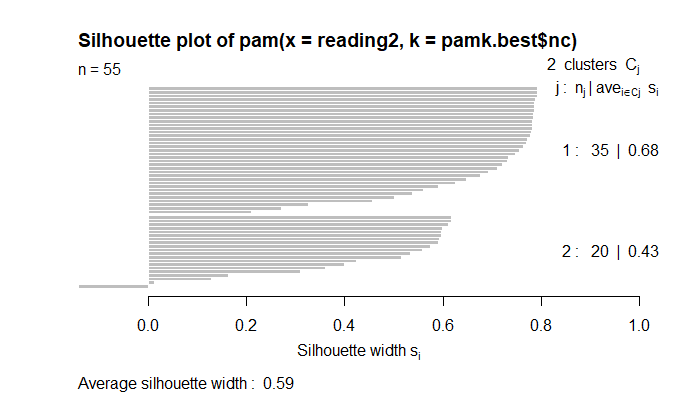 Silhouette plot of pam(x = reading2, k = pamk.best$nc)
n = 55
2 clusters Cj
j : nj | avei∈Cj si
1 : 35 | 0.68
2 : 20 | 0.43
0.0 0.2 0.4 0.6 0.8 1.0
Silhouette width si
Average silhouette width : 0.59